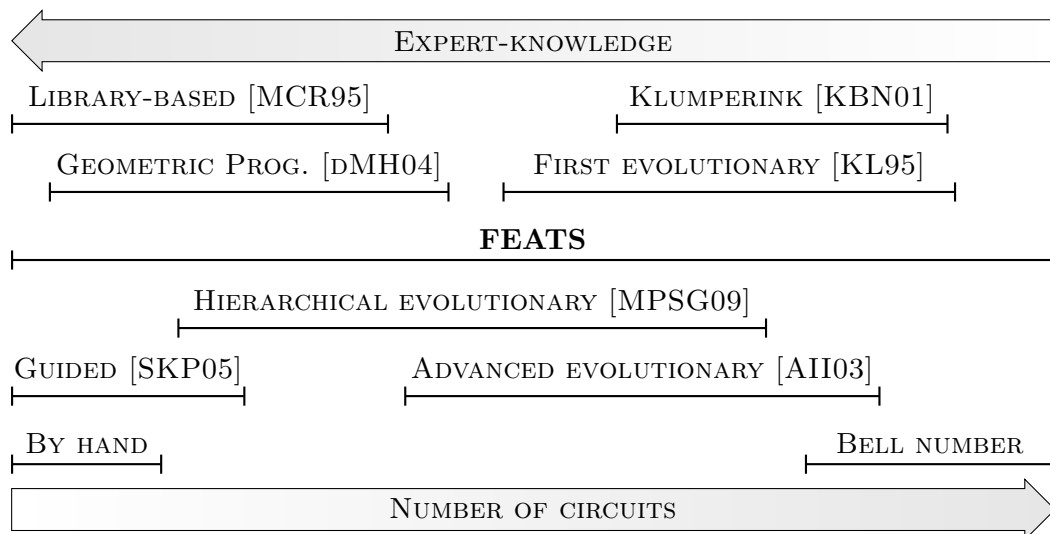 EXPERT-KNOWLEDGE
LIBRARY-BASED [MCR95]
KLUMPERINK [KBN01]
GEOMETRIC PROG. [DMH04]
FIRST EVOLUTIONARY [KL95]
FEATS
HIERARCHICAL EVOLUTIONARY [MPSG09]
GUIDED [SKP05]
ADVANCED EVOLUTIONARY [AII03]
BY HAND
BELL NUMBER
NUMBER OF CIRCUITS